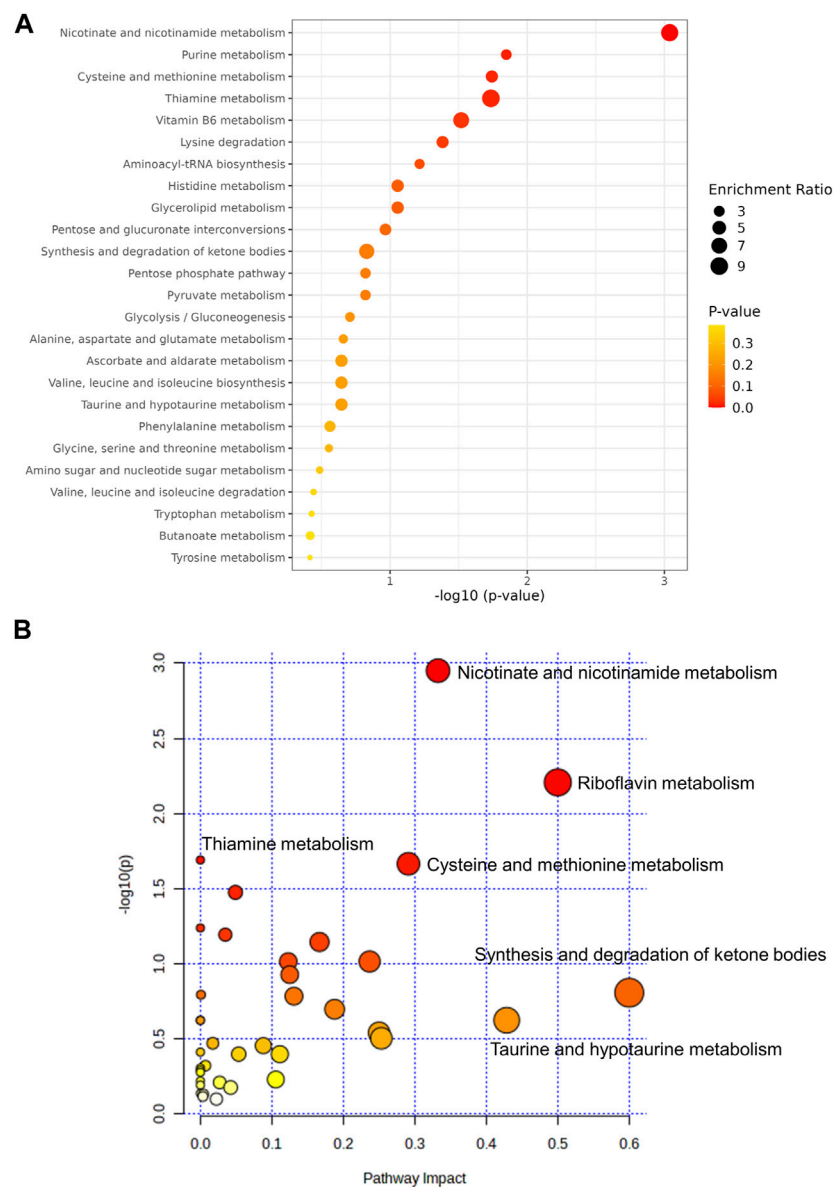 A
Nicotinate and nicotinamide metabolism
Purine metabolism
Cysteine and methionine metabolism
Thiamine metabolism
Vitamin B6 metabolism
Lysine degradation
Aminoacyl-tRNA biosynthesis
Histidine metabolism
Glycerolipid metabolism
Pentose and glucuronate interconversions
Synthesis and degradation of ketone bodies
Pentose phosphate pathway
Pyruvate metabolism
Glycolysis / Gluconeogenesis
Alanine, aspartate and glutamate metabolism
Ascorbate and aldarate metabolism
Valine, leucine and isoleucine biosynthesis
Taurine and hypotaurine metabolism
Phenylalanine metabolism
Glycine, serine and threonine metabolism
Amino sugar and nucleotide sugar metabolism
Valine, leucine and isoleucine degradation
Tryptophan metabolism
Butanoate metabolism
Tyrosine metabolism
1 2 3
-log10 (p-value)
Enrichment Ratio
3
5
7
9
P-value
0.3
0.2
0.1
0.0
B
3.0
2.5
2.0
1.5
1.0
0.5
0.0
-log10(p)
Nicotinate and nicotinamide metabolism
Riboflavin metabolism
Thiamine metabolism
Cysteine and methionine metabolism
Synthesis and degradation of ketone bodies
Taurine and hypotaurine metabolism
0.0 0.1 0.2 0.3 0.4 0.5 0.6
Pathway Impact